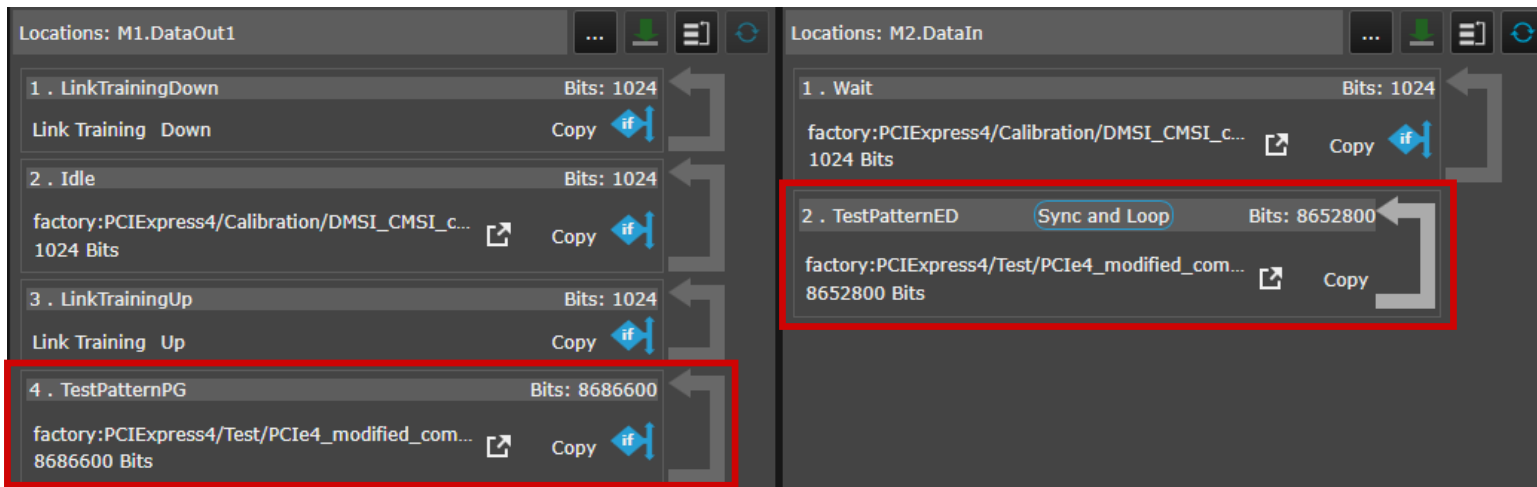 Locations: M1.DataOut1 ...
1 . LinkTrainingDown Bits: 1024
Link Training Down Copy if
2 . Idle Bits: 1024
factory:PCIExpress4/Calibration/DMSI_CMSI_c...
1024 Bits Copy if
3 . LinkTrainingUp Bits: 1024
Link Training Up Copy if
4 . TestPatternPG Bits: 8686600
factory:PCIExpress4/Test/PCIe4_modified_com...
8686600 Bits Copy if
Locations: M2.DataIn ...
1 . Wait Bits: 1024
factory:PCIExpress4/Calibration/DMSI_CMSI_c...
1024 Bits Copy if
2 . TestPatternED Sync and Loop Bits: 8652800
factory:PCIExpress4/Test/PCIe4_modified_com...
8652800 Bits Copy